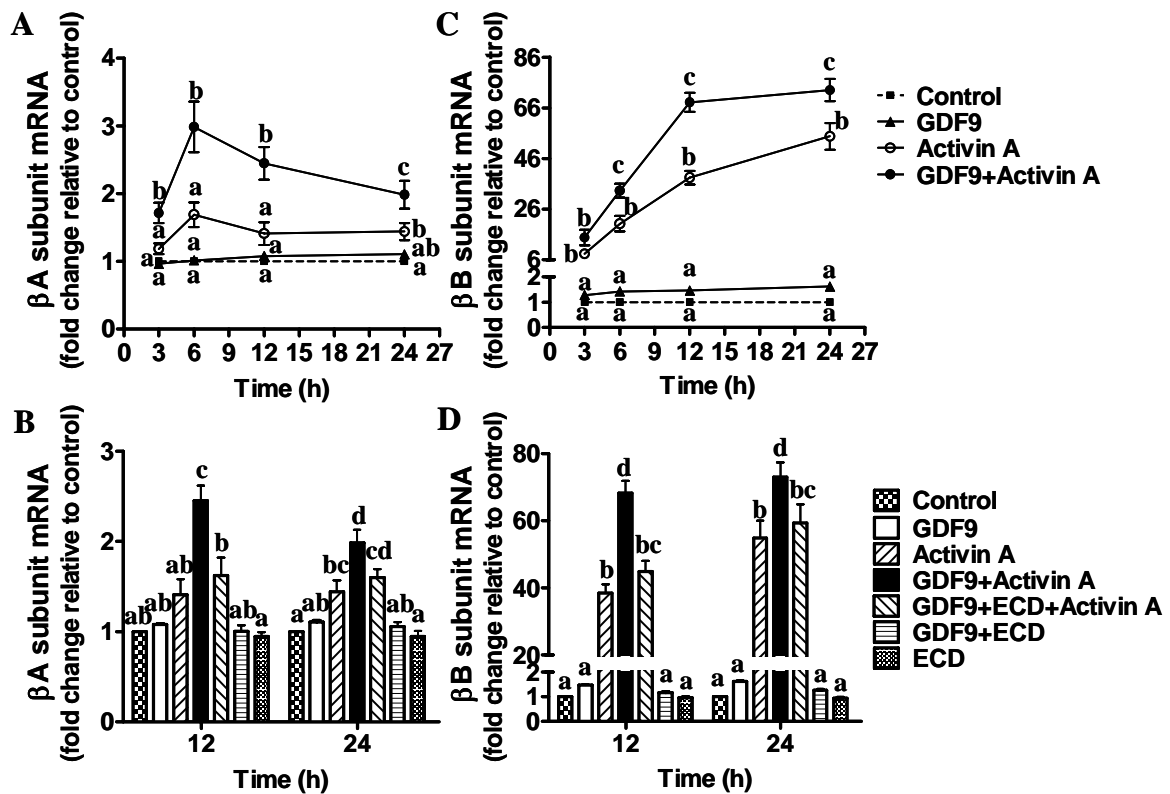 A
βA subunit mRNA
(fold change relative to control)
4
3
2
1
0
b
b
b
c
a
a
a
b
a
a
a
ab
a
a
a
a
0 3 6 9 12 15 18 21 24 27
Time (h)
C
βB subunit mRNA
(fold change relative to control)
86
66
46
26
6
2
1
0
b
c
c
c
b
b
b
b
a
a
a
a
a
a
a
a
0 3 6 9 12 15 18 21 24 27
Time (h)
Control
GDF9
Activin A
GDF9+Activin A
B
βA subunit mRNA
(fold change relative to control)
3
2
1
0
ab
ab
ab
c
b
ab
a
a
ab
bc
d
cd
ab
a
12 24
Time (h)
D
βB subunit mRNA
(fold change relative to control)
80
60
40
20
2
1
0
a
a
b
d
bc
a
a
a
a
b
d
bc
a
a
12 24
Time (h)
Control
GDF9
Activin A
GDF9+Activin A
GDF9+ECD+Activin A
GDF9+ECD
ECD